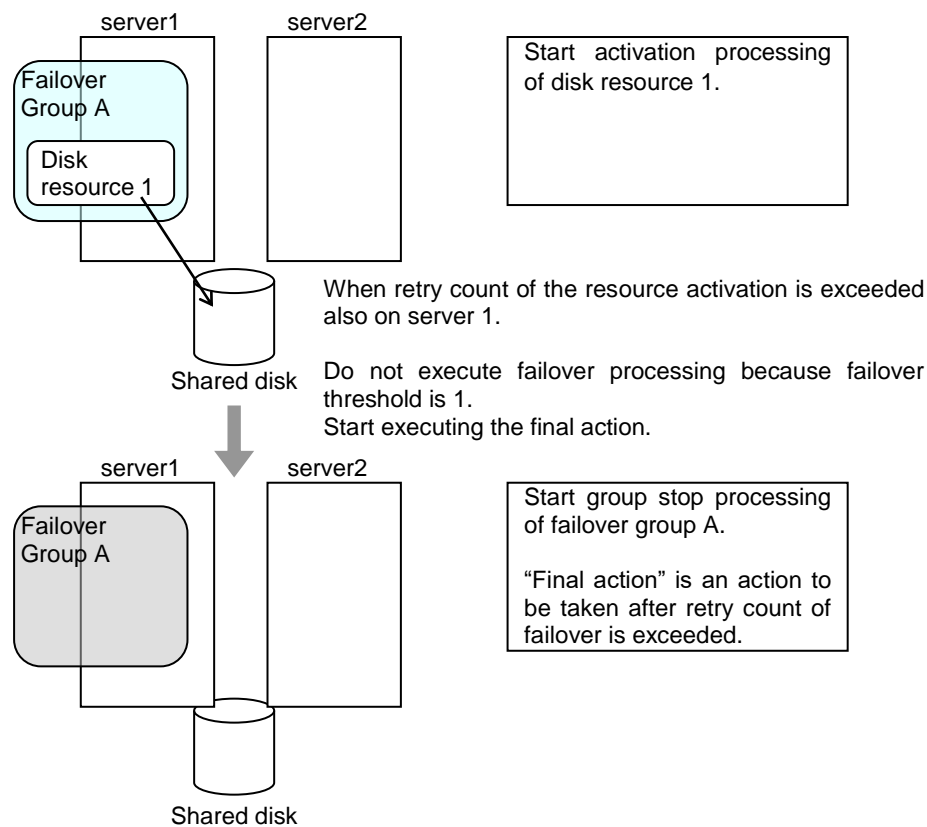 server1
server2
Failover
Group A
Disk
resource 1
Start activation processing
of disk resource 1.
Shared disk
When retry count of the resource activation is exceeded
also on server 1.
Do not execute failover processing because failover
threshold is 1.
Start executing the final action.
server1
server2
Failover
Group A
Start group stop processing
of failover group A.
“Final action” is an action to
be taken after retry count of
failover is exceeded.
Shared disk